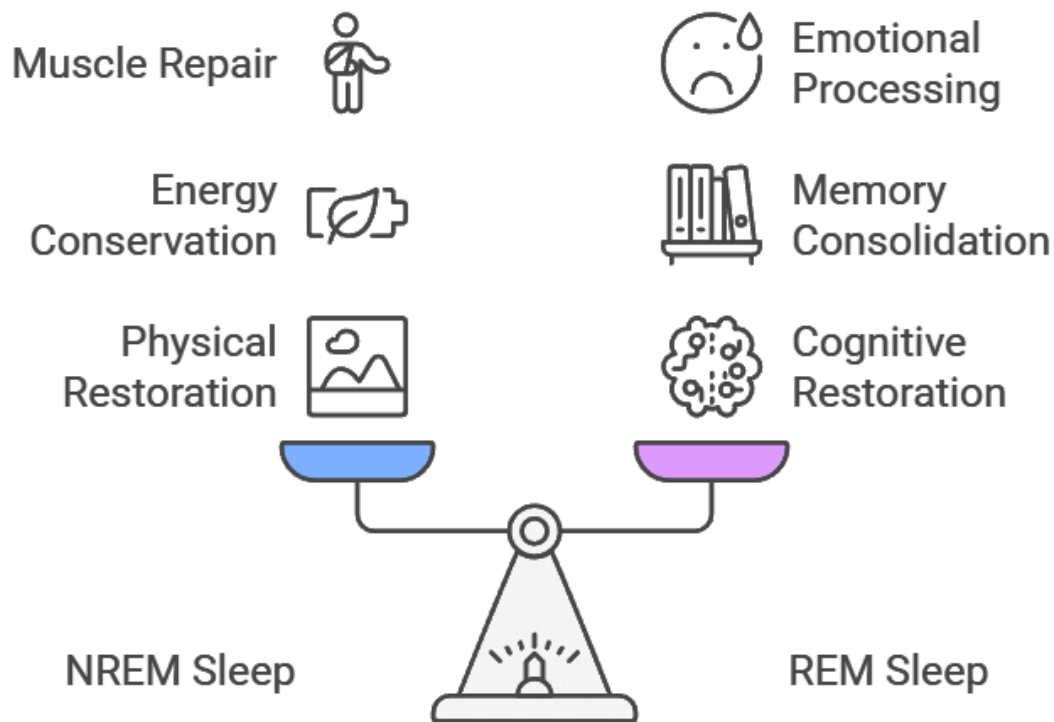 Muscle Repair
Emotional
Processing
Energy
Conservation
Memory
Consolidation
Physical
Restoration
Cognitive
Restoration
NREM Sleep
REM Sleep